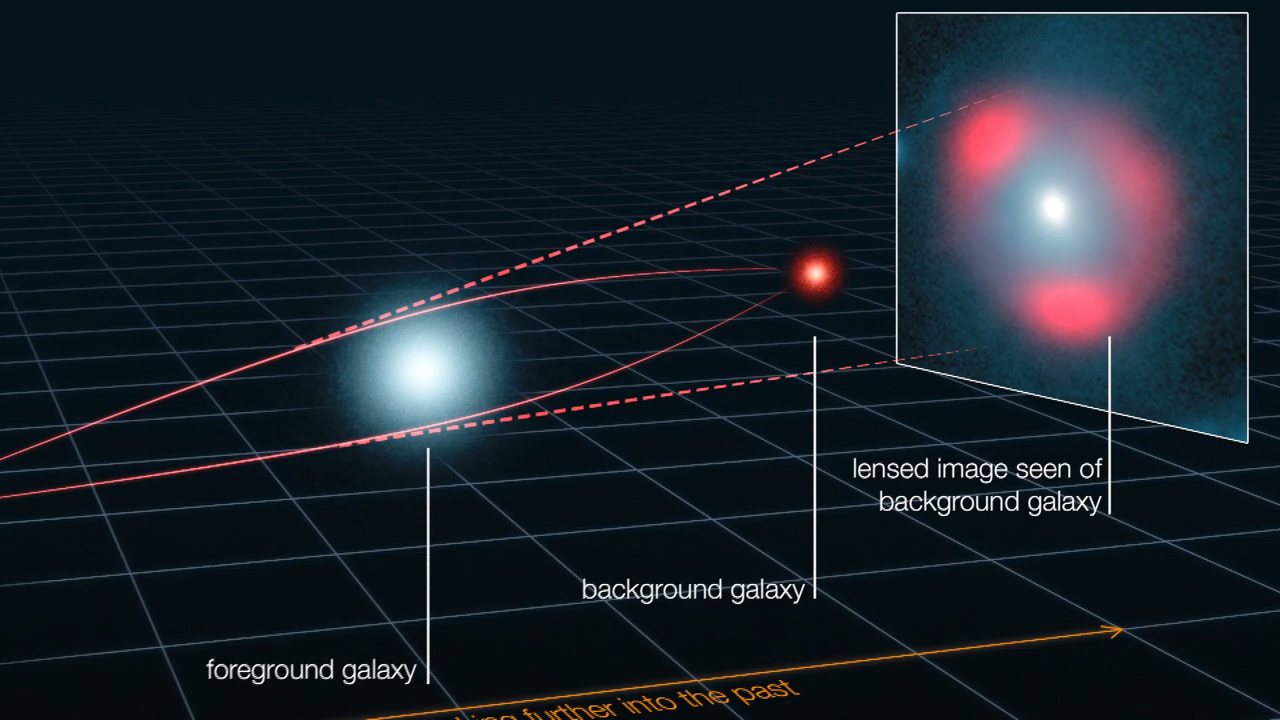 lensed image seen of
background galaxy
background galaxy
foreground galaxy
further into the past